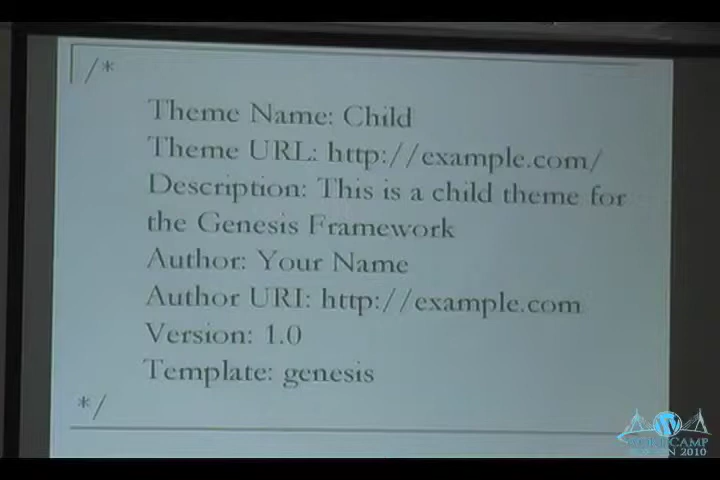 /*
Theme Name: Child
Theme URL: http://example.com/
Description: This is a child theme for
the Genesis Framework
Author: Your Name
Author URI: http://example.com
Version: 1.0
Template: genesis
*/
WORDCAMP
2010